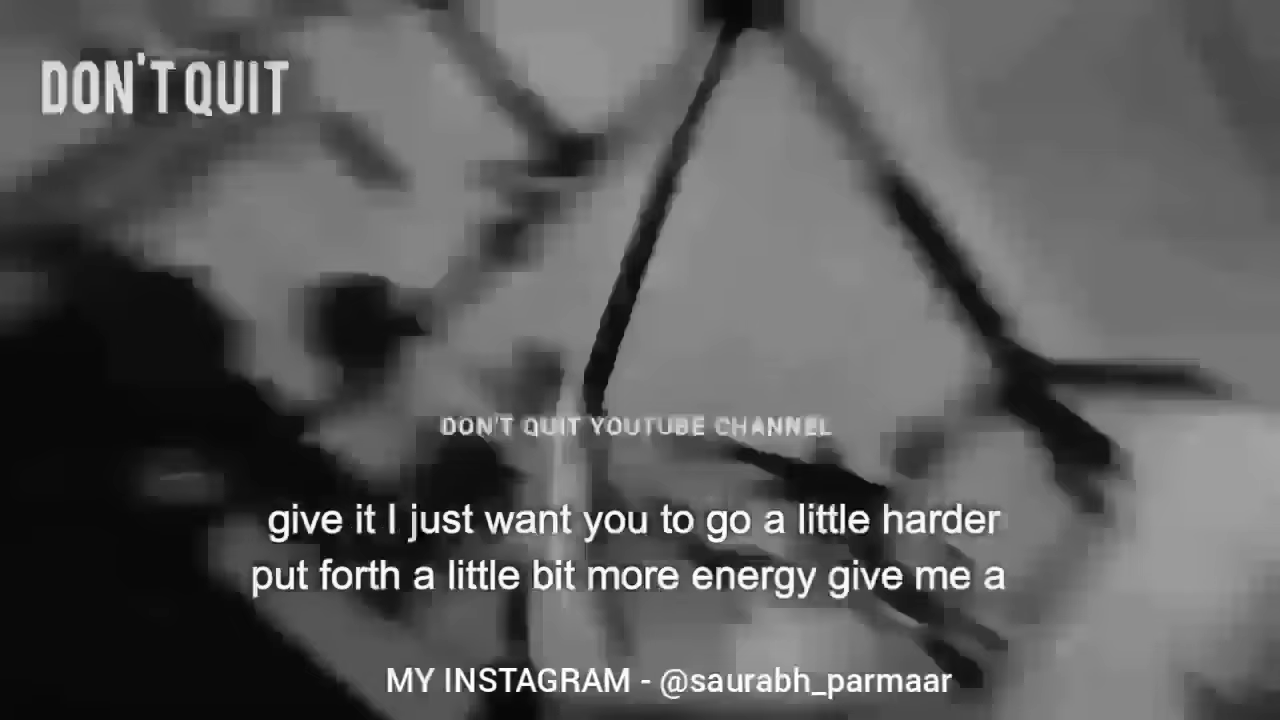 DON'T QUIT
DON'T QUIT YOUTUBE CHANNEL
give it I just want you to go a little harder
put forth a little bit more energy give me a
MY INSTAGRAM - @saurabh_parmaar